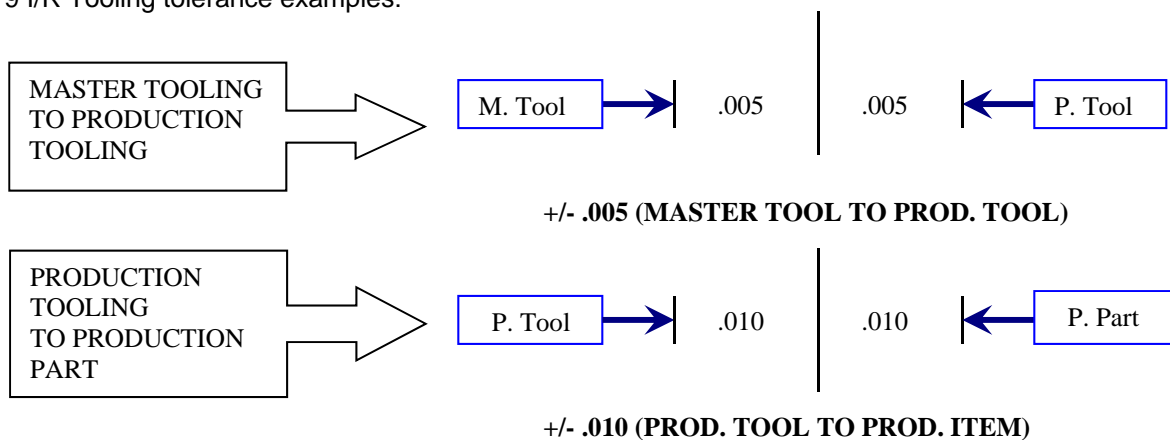 9 I/R Tooling tolerance examples:
MASTER TOOLING
TO PRODUCTION
TOOLING
M. Tool
.005
.005
P. Tool
+/- .005 (MASTER TOOL TO PROD. TOOL)
PRODUCTION
TOOLING
TO PRODUCTION
PART
P. Tool
.010
.010
P. Part
+/- .010 (PROD. TOOL TO PROD. ITEM)